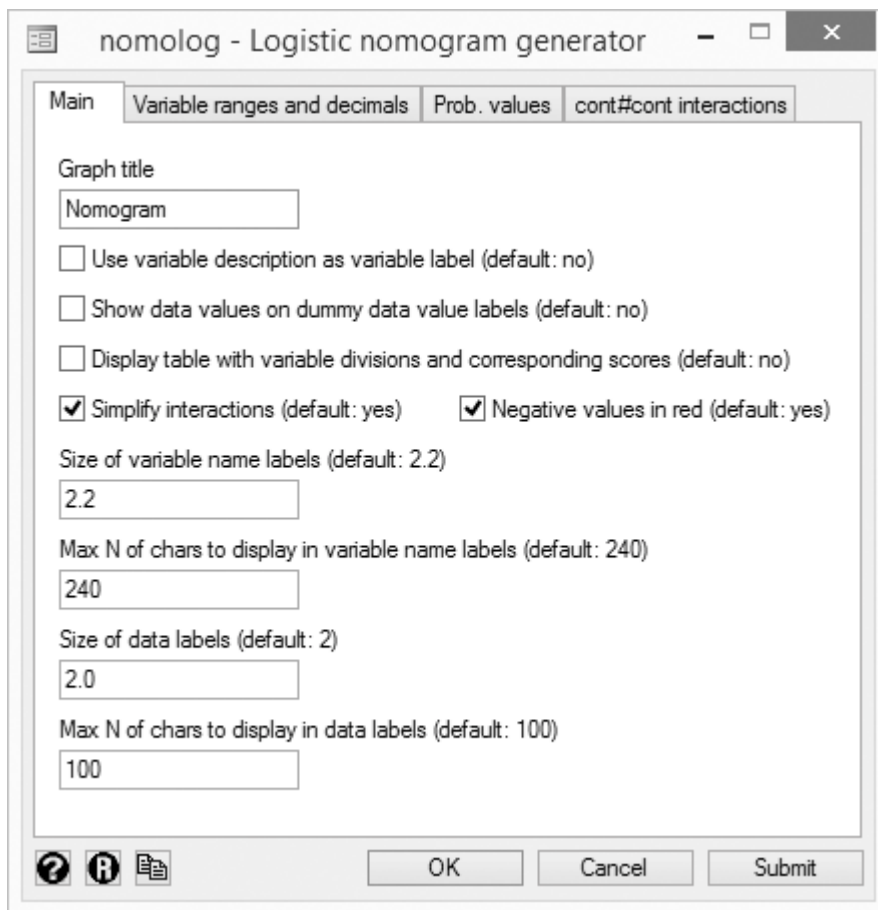 nomolog - Logistic nomogram generator
Main Variable ranges and decimals Prob. values cont#cont interactions
Graph title
Nomogram
Use variable description as variable label (default: no)
Show data values on dummy data value labels (default: no)
Display table with variable divisions and corresponding scores (default: no)
Simplify interactions (default: yes) Negative values in red (default: yes)
Size of variable name labels (default: 2.2)
2.2
Max N of chars to display in variable name labels (default: 240)
240
Size of data labels (default: 2)
2.0
Max N of chars to display in data labels (default: 100)
100
? R OK Cancel Submit